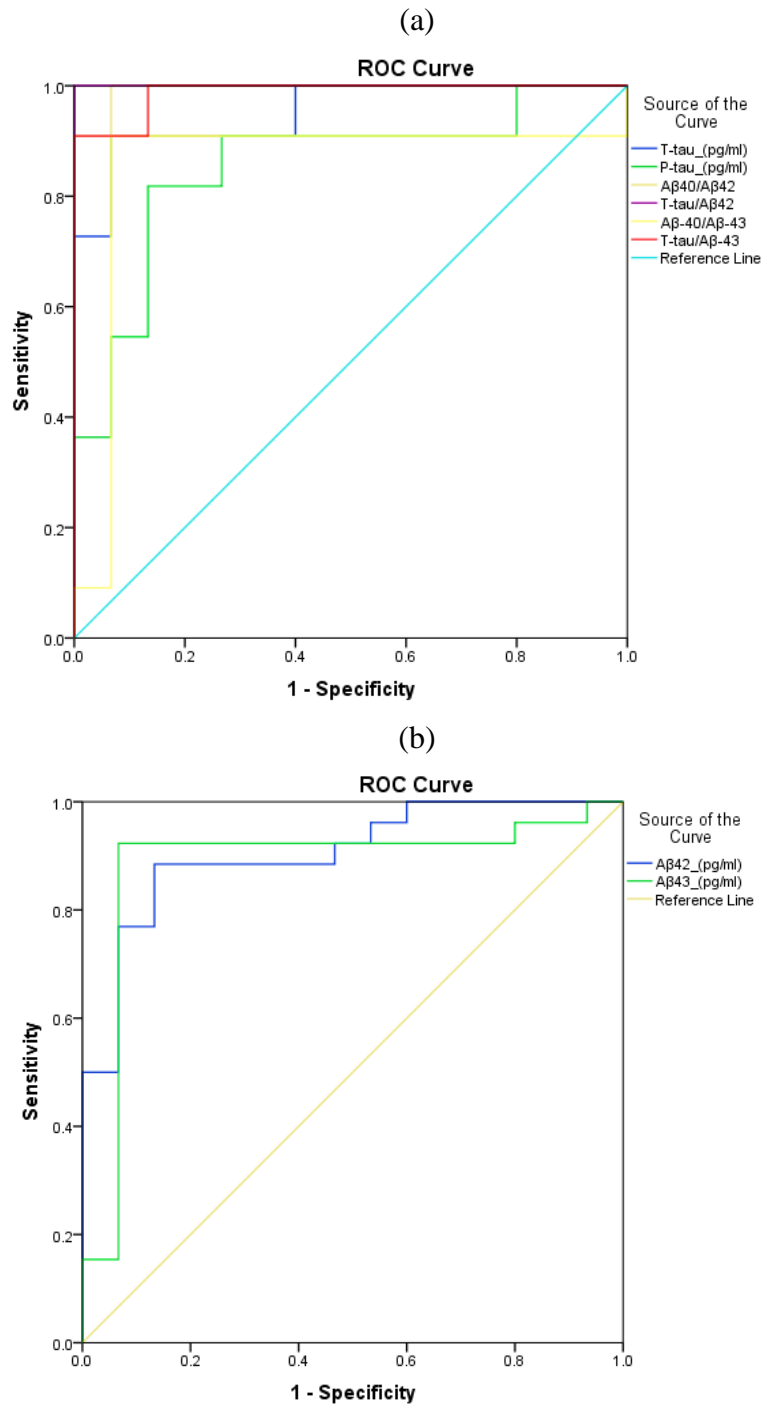 (a)
ROC Curve
Source of the
Curve
T-tau_(pg/ml)
P-tau_(pg/ml)
Aβ40/Aβ42
T-tau/Aβ42
Aβ-40/Aβ-43
T-tau/Aβ-43
Reference Line
Sensitivity
1.0
0.8
0.6
0.4
0.2
0.0
0.0 0.2 0.4 0.6 0.8 1.0
1 - Specificity
(b)
ROC Curve
Source of the
Curve
Aβ42_(pg/ml)
Aβ43_(pg/ml)
Reference Line
Sensitivity
1.0
0.8
0.6
0.4
0.2
0.0
0.0 0.2 0.4 0.6 0.8 1.0
1 - Specificity